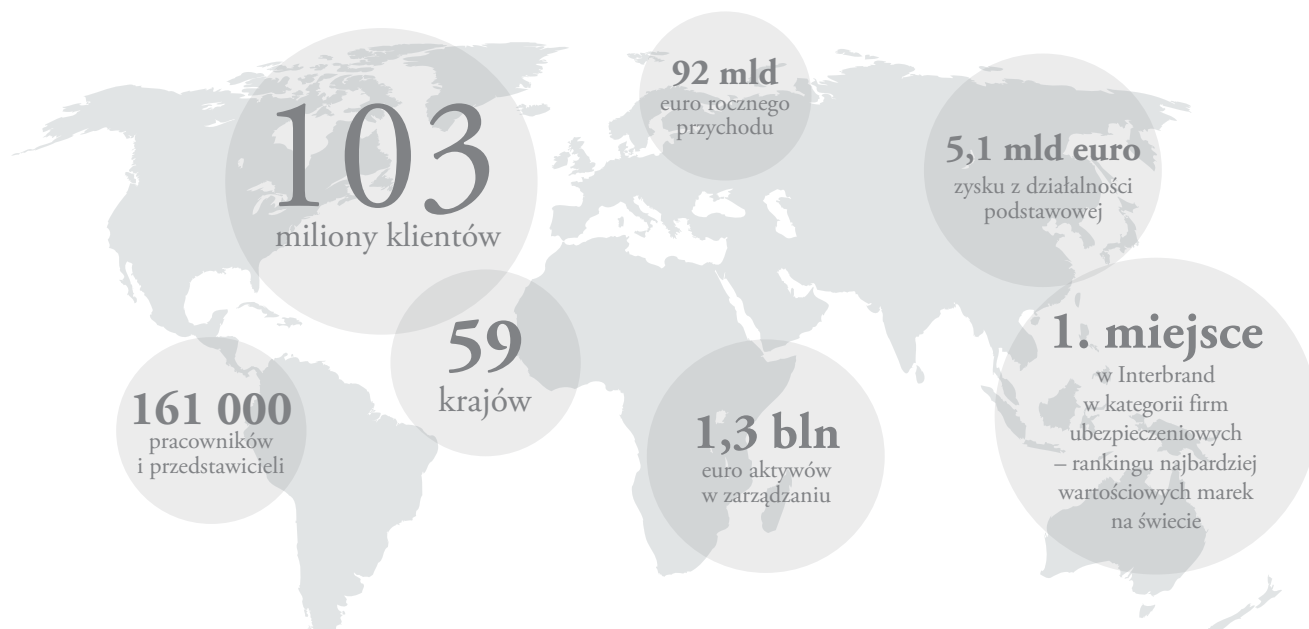 103
miliony klientów
92 mld
euro rocznego
przychodu
5,1 mld euro
zysku z działalności
podstawowej
59
krajów
161 000
pracowników
i przedstawicieli
1,3 bln
euro aktywów
w zarządzaniu
1. miejsce
w Interbrand
w kategorii firm
ubezpieczeniowych
– rankingu najbardziej
wartościowych marek
na świecie